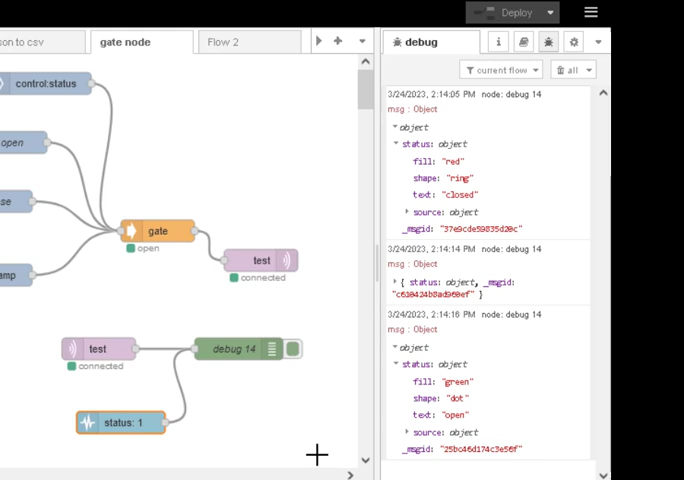 Deploy
son to csv
gate node
Flow 2
debug
i
current flow
all
control:status
open
se
amp
gate
open
test
connected
test
connected
debug 14
status: 1
3/24/2023, 2:14:05 PM node: debug 14
msg : Object
object
status: object
fill: "red"
shape: "ring"
text: "closed"
source: object
3/24/2023, 2:14:14 PM node: debug 14
msg : Object
{ status: object, _msgid:
"c610424b8ad960ef" }
3/24/2023, 2:14:16 PM node: debug 14
msg : Object
object
status: object
fill: "green"
shape: "dot"
text: "open"
source: object
_msgid: "25bc46d174c3e56f"